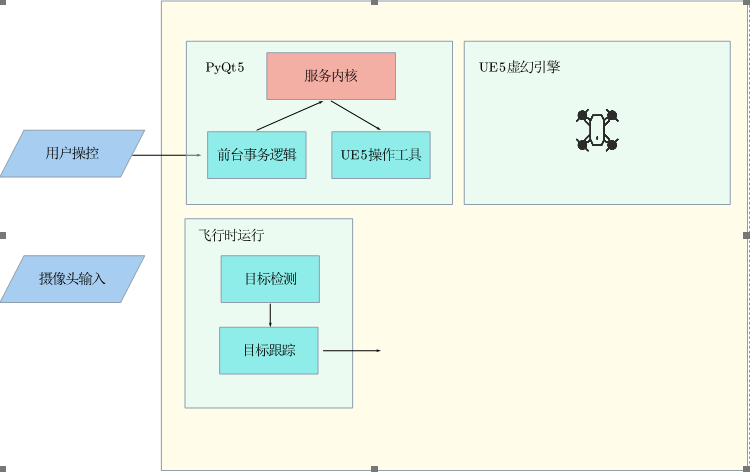 PyQt5
服务内核
UE5虚幻引擎
用户操控
前台事务逻辑
UE5操作工具
飞行时运行
摄像头输入
目标检测
目标跟踪